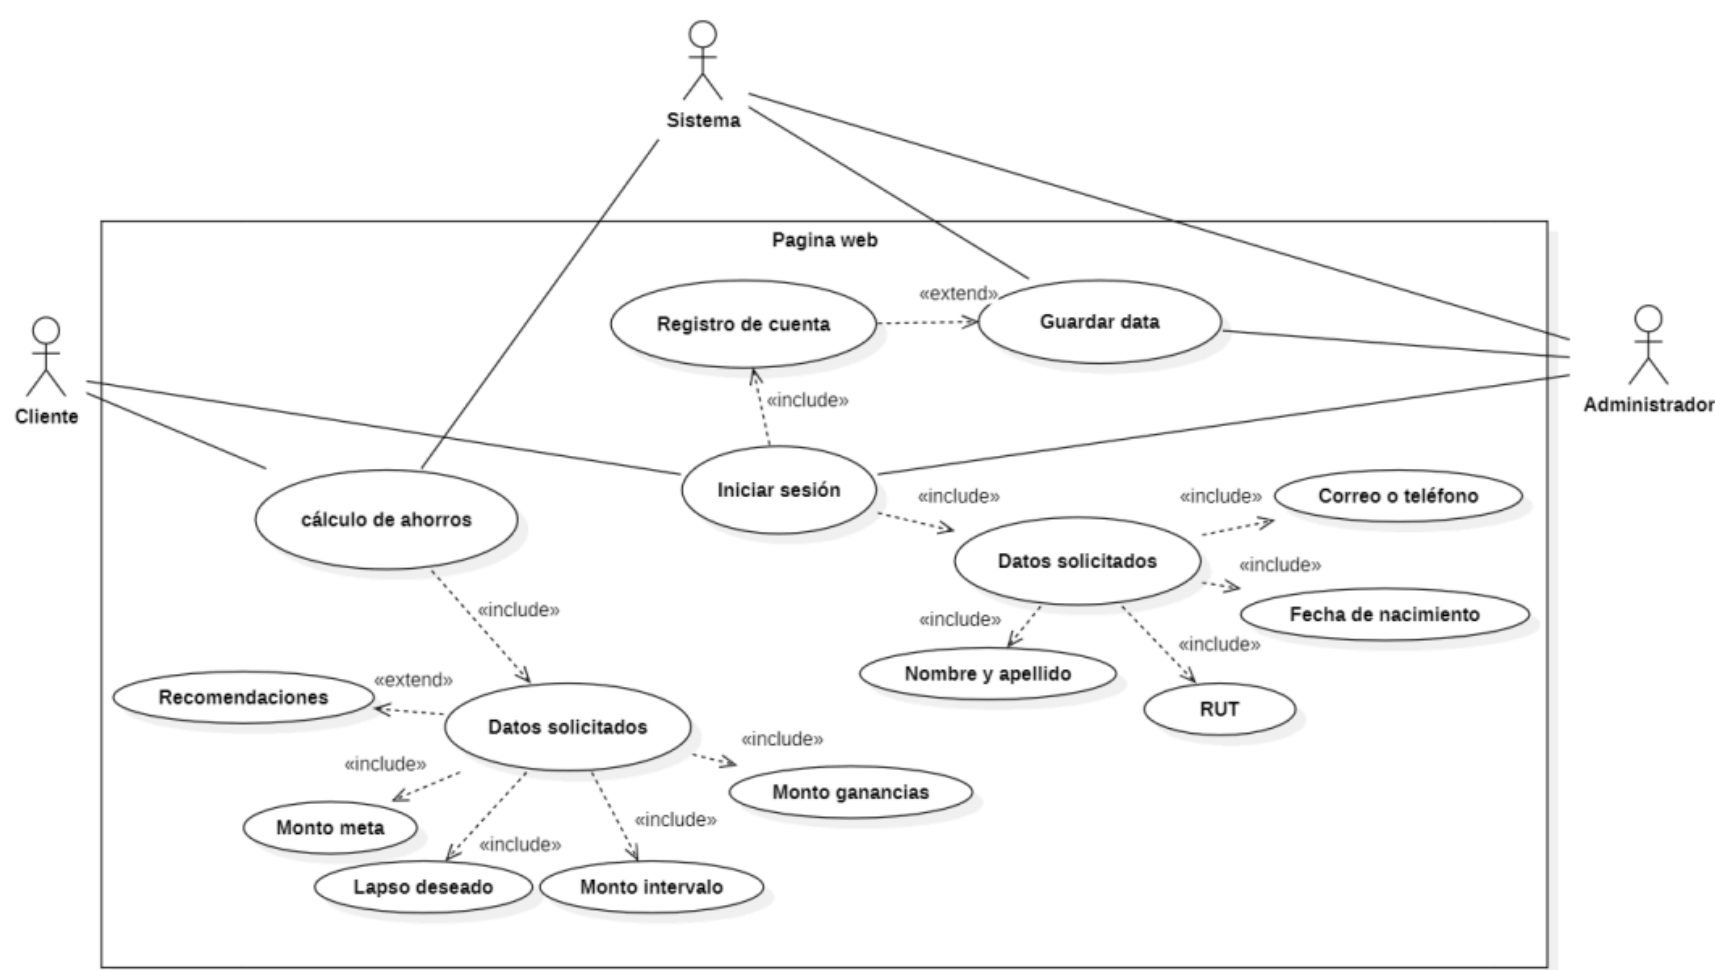 Sistema
Pagina web
«extend»
Registro de cuenta
Guardar data
«include»
Cliente
Administrador
Iniciar sesión
«include»
«include»
Correo o teléfono
cálculo de ahorros
Datos solicitados
«include»
Fecha de nacimiento
«include»
«include»
«include»
Nombre y apellido
RUT
«extend»
Recomendaciones
Datos solicitados
«include»
«include»
Monto ganancias
Monto meta
«include»
«include»
Lapso deseado
Monto intervalo